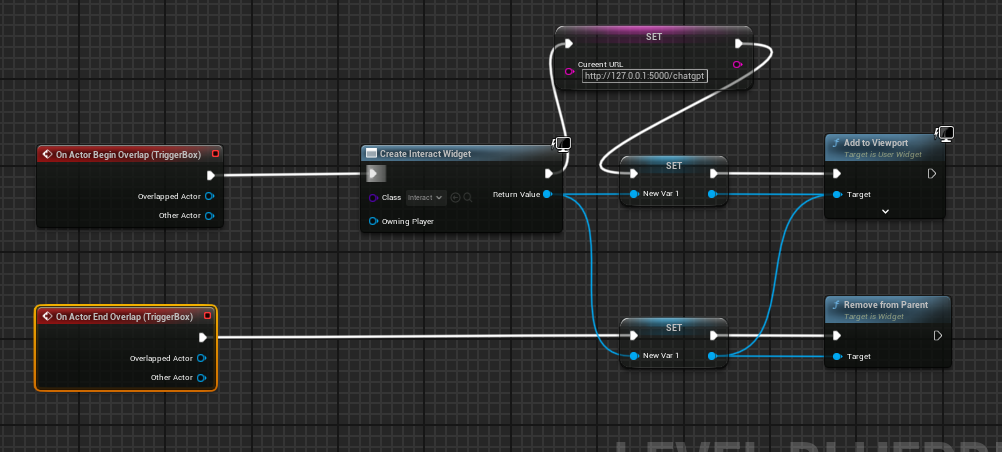 SET
Cureent URL
http://127.0.0.1:5000/chatgpt
On Actor Begin Overlap (TriggerBox)
Overlapped Actor
Other Actor
Create Interact Widget
Class
Interact
Return Value
Owning Player
SET
New Var 1
Add to Viewport
Target is User Widget
Target
On Actor End Overlap (TriggerBox)
Overlapped Actor
Other Actor
SET
New Var 1
Remove from Parent
Target is Widget
Target